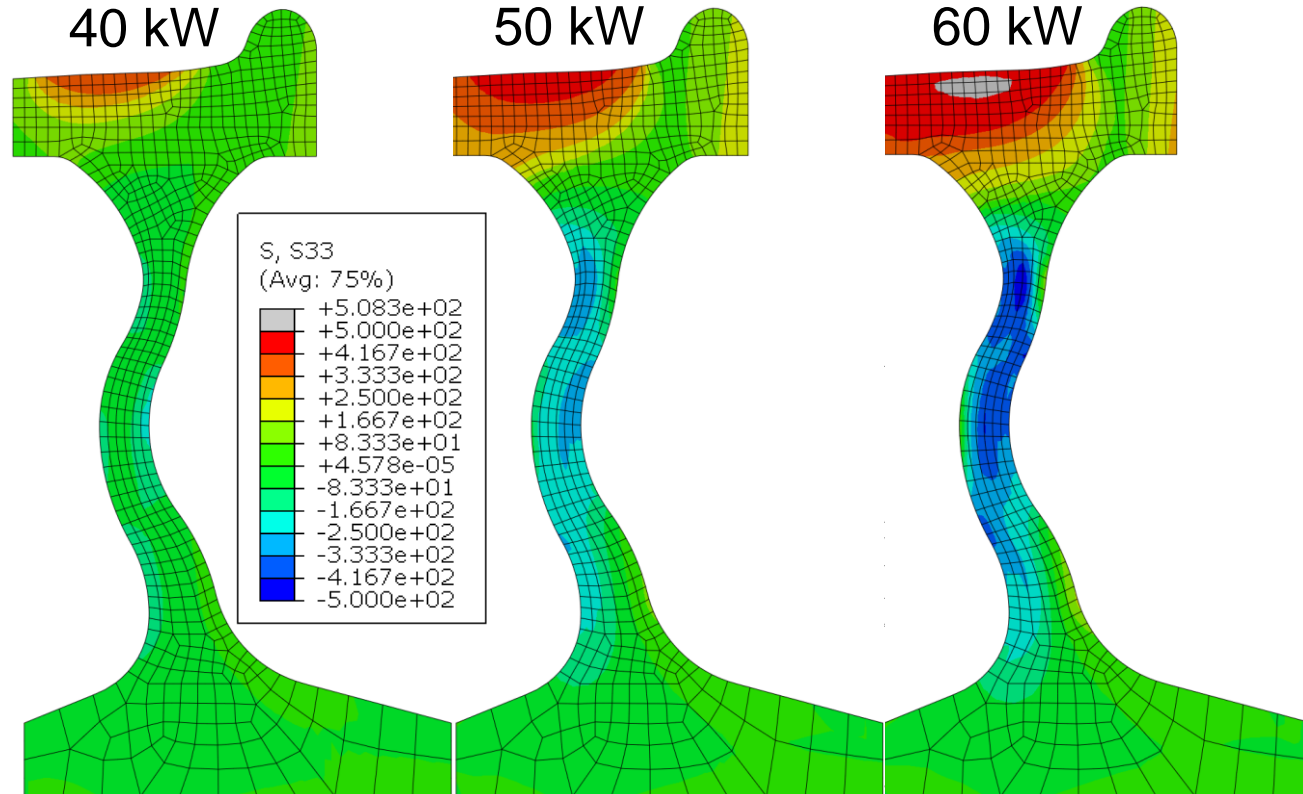 40 kW
50 kW
60 kW
S, S33
(Avg: 75%)
+5.083e+02
+5.000e+02
+4.167e+02
+3.333e+02
+2.500e+02
+1.667e+02
+8.333e+01
+4.578e-05
-8.333e+01
-1.667e+02
-2.500e+02
-3.333e+02
-4.167e+02
-5.000e+02